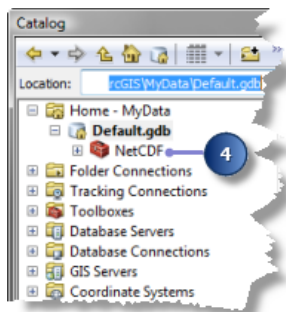 Catalog
Location: rcGIS\MyData\Default.gdb
Home - MyData
Default.gdb
NetCDF
4
Folder Connections
Tracking Connections
Toolboxes
Database Servers
Database Connections
GIS Servers
Coordinate Systems